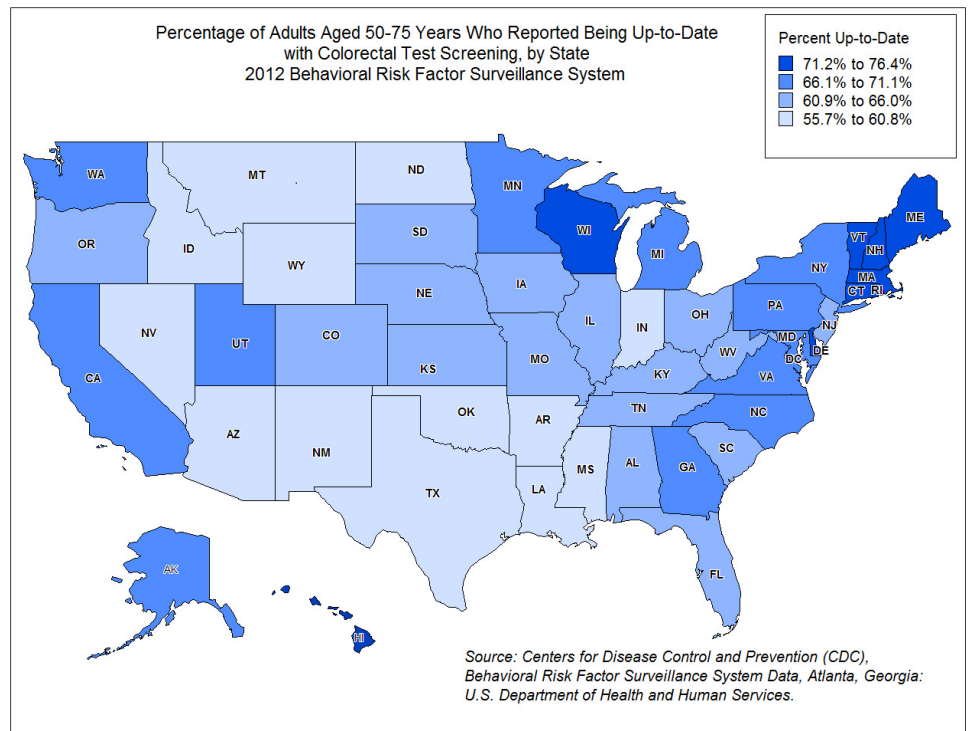 Percentage of Adults Aged 50-75 Years Who Reported Being Up-to-Date
with Colorectal Test Screening, by State
2012 Behavioral Risk Factor Surveillance System
Percent Up-to-Date
71.2% to 76.4%
66.1% to 71.1%
60.9% to 66.0%
55.7% to 60.8%
WA
MT
ND
MN
ME
OR
ID
SD
WI
VT
NH
WY
MI
NY
MA
CT RI
NE
IA
PA
NV
UT
CO
IL
IN
OH
NJ
MD
DE
DC
WV
CA
KS
MO
KY
VA
AZ
NM
OK
AR
TN
NC
SC
TX
LA
MS
AL
GA
FL
AK
HI
Source: Centers for Disease Control and Prevention (CDC),
Behavioral Risk Factor Surveillance System Data, Atlanta, Georgia:
U.S. Department of Health and Human Services.